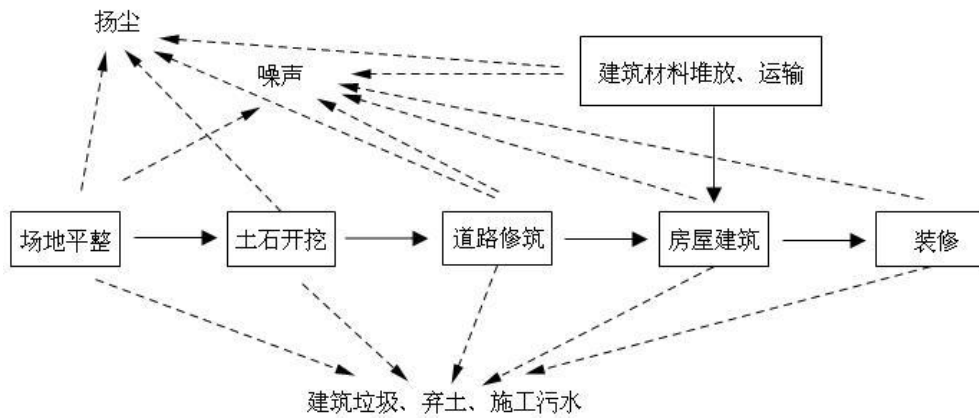 扬尘
噪声
建筑材料堆放、运输
场地平整
土石开挖
道路修筑
房屋建筑
装修
建筑垃圾、弃土、施工污水